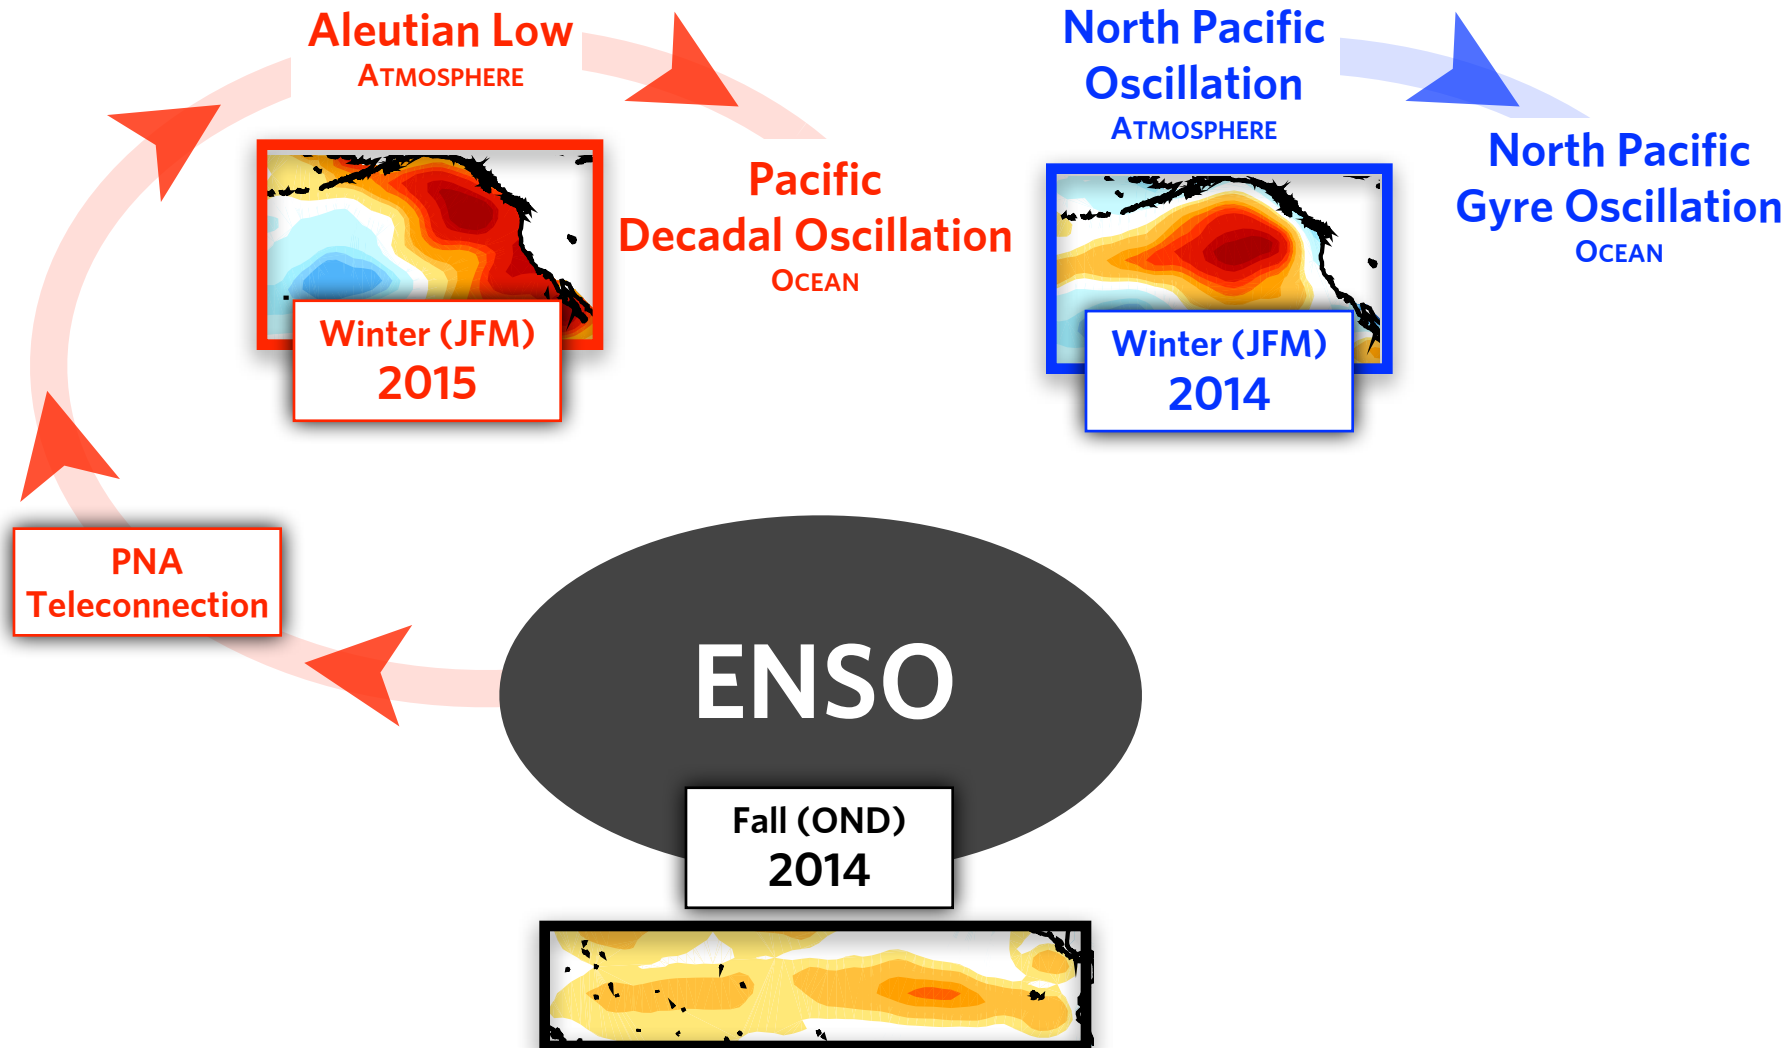 Aleutian Low
ATMOSPHERE
Pacific
Decadal Oscillation
OCEAN
Winter (JFM)
2015
North Pacific
Oscillation
ATMOSPHERE
North Pacific
Gyre Oscillation
OCEAN
Winter (JFM)
2014
PNA
Teleconnection
ENSO
Fall (OND)
2014